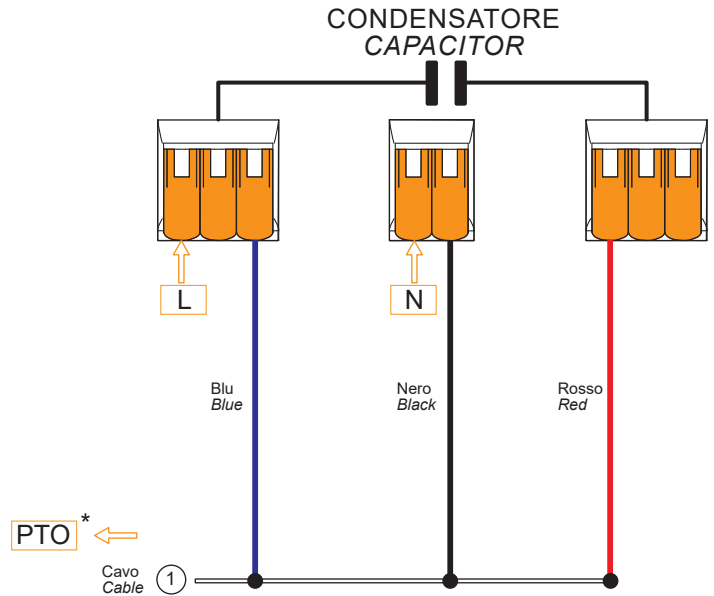 CONDENSATORE
CAPACITOR
L
N
Blu
Blue
Nero
Black
Rosso
Red
PTO *
Cavo
Cable
1